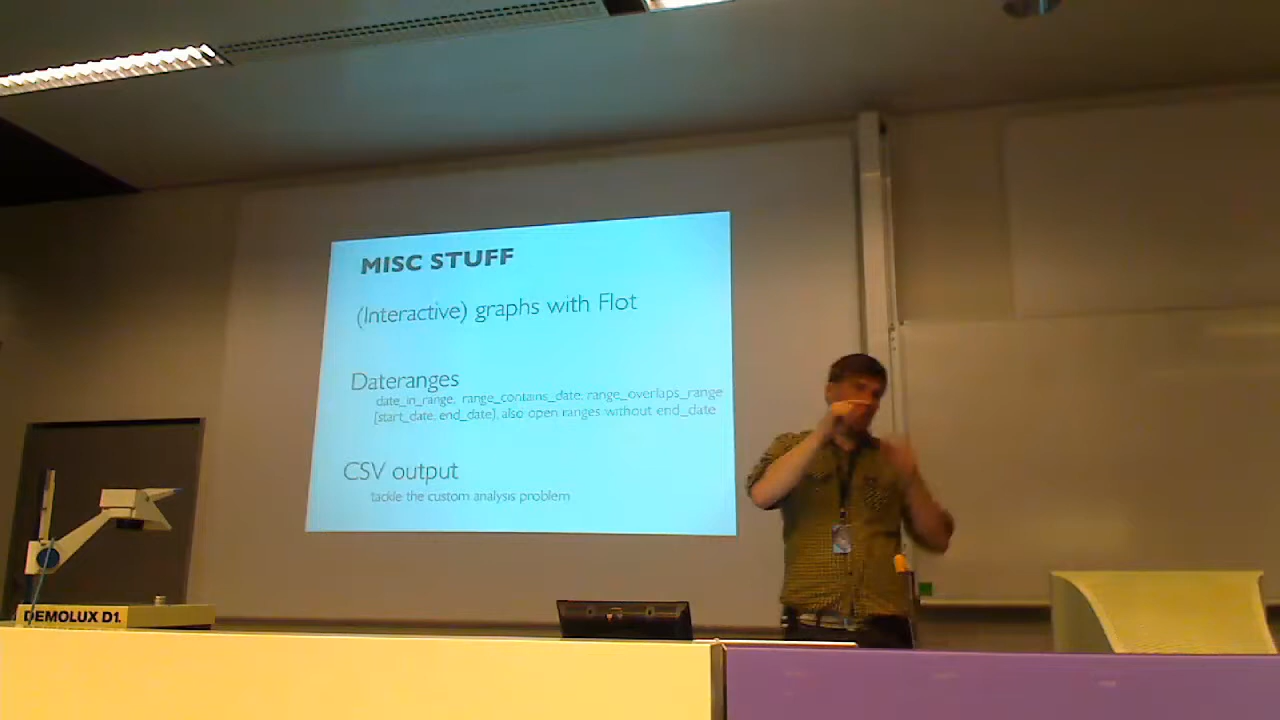 MISC STUFF
(Interactive) graphs with Flot
Dateranges
date_in_range, range_contains_date, range_overlaps_range
[start_date, end_date], also open ranges without end_date
CSV output
tackle the custom analysis problem
DEMOLUX D1.